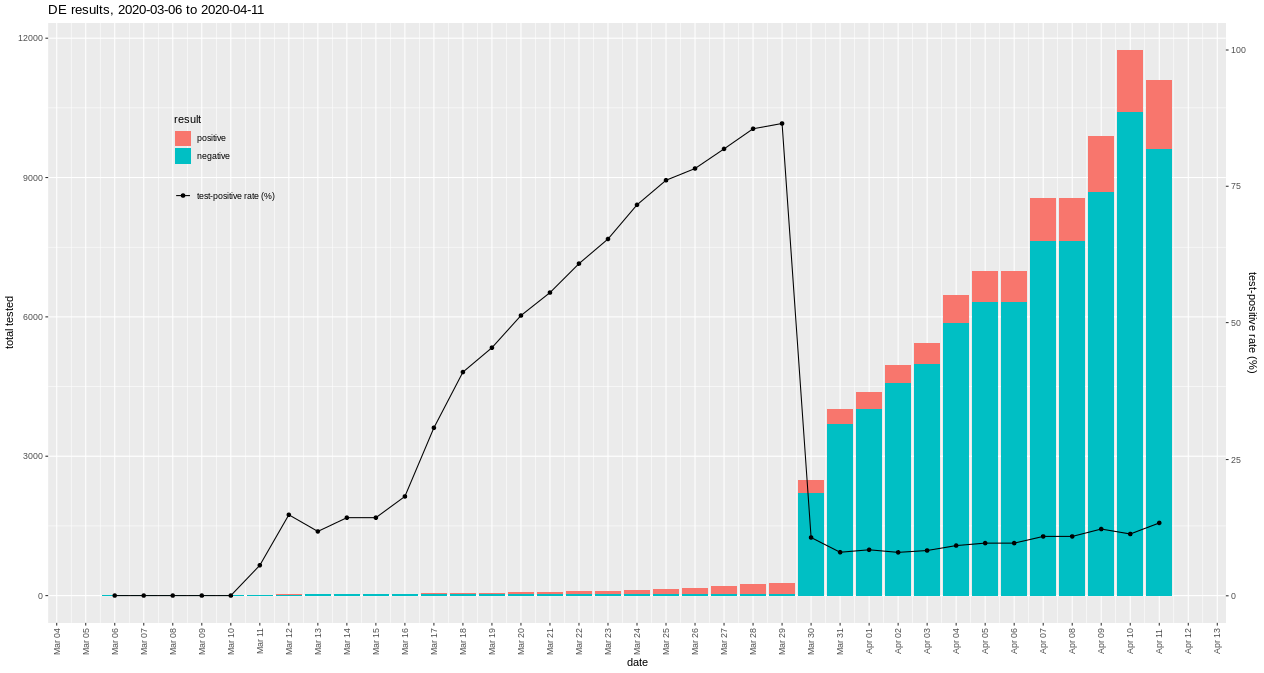 DE results, 2020-03-06 to 2020-04-11
12000
9000
6000
3000
0
total tested
result
positive
negative
test-positive rate (%)
100
75
50
25
0
test-positive rate (%)
Mar 04
Mar 05
Mar 06
Mar 07
Mar 08
Mar 09
Mar 10
Mar 11
Mar 12
Mar 13
Mar 14
Mar 15
Mar 16
Mar 17
Mar 18
Mar 19
Mar 20
Mar 21
Mar 22
Mar 23
Mar 24
Mar 25
Mar 26
Mar 27
Mar 28
Mar 29
Mar 30
Mar 31
Apr 01
Apr 02
Apr 03
Apr 04
Apr 05
Apr 06
Apr 07
Apr 08
Apr 09
Apr 10
Apr 11
Apr 12
Apr 13
date